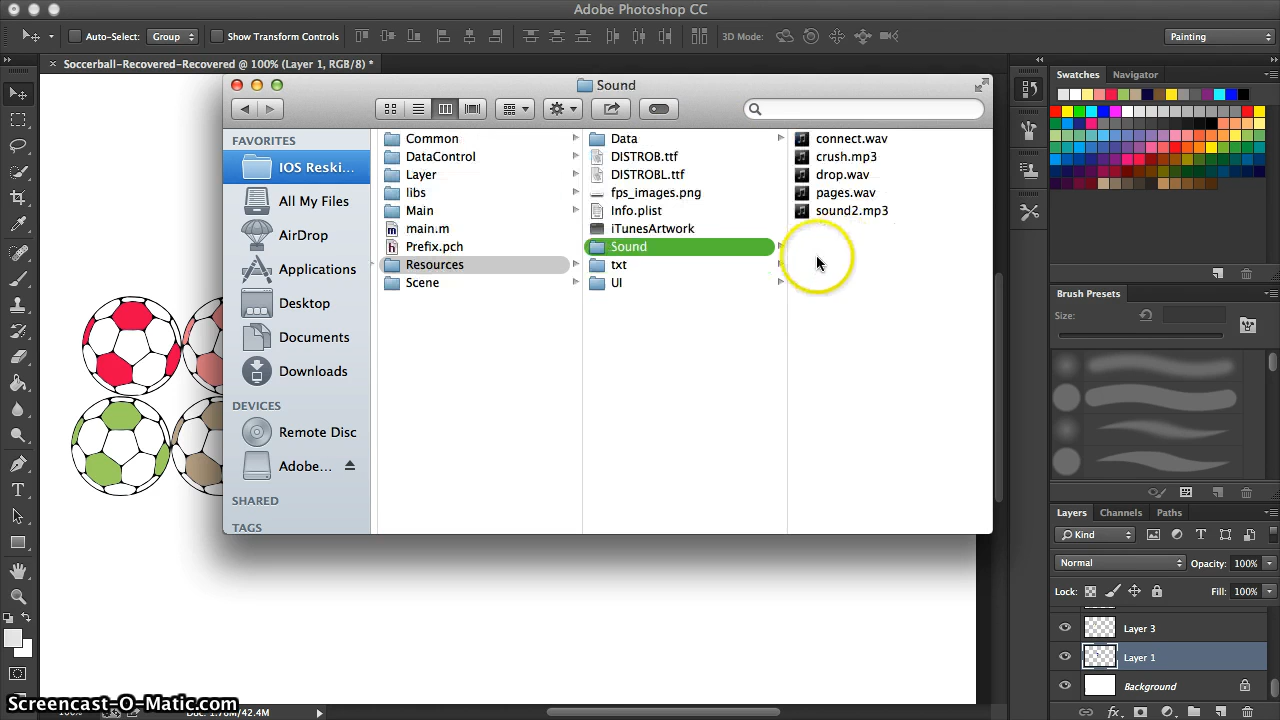 Adobe Photoshop CC
Auto-Select: Group Show Transform Controls 3D Mode: Painting
Soccerball-Recovered-Recovered @ 100% (Layer 1, RGB/8) *
Sound
FAVORITES
IOS Reski...
All My Files
AirDrop
Applications
Desktop
Documents
Downloads
DEVICES
Remote Disc
Adobe...
SHARED
TAGS
Common
DataControl
Layer
libs
Main
main.m
Prefix.pch
Resources
Scene
Data
DISTROB.ttf
DISTROBL.ttf
fps_images.png
Info.plist
iTunesArtwork
Sound
txt
UI
connect.wav
crush.mp3
drop.wav
pages.wav
sound2.mp3
Swatches Navigator
Brush Presets
Size:
Layers Channels Paths
Kind
Normal Opacity: 100%
Lock: Fill: 100%
Layer 3
Layer 1
Background
Screencast-O-Matic.com